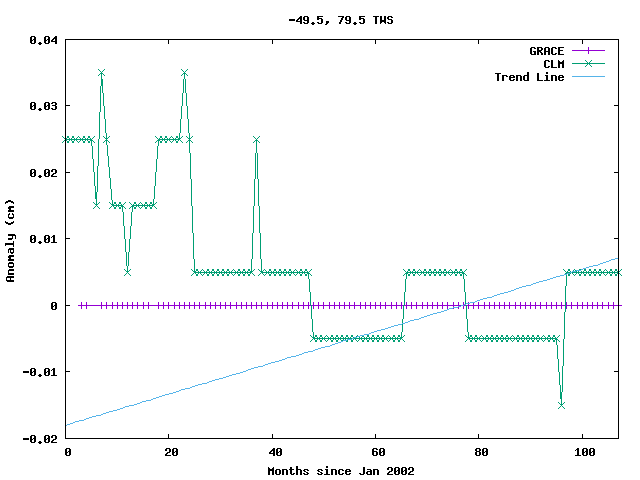 -49.5, 79.5 TWS
GRACE
CLM
Trend Line
0.04
0.03
0.02
0.01
0
-0.01
-0.02
Anomaly (cm)
0 20 40 60 80 100
Months since Jan 2002